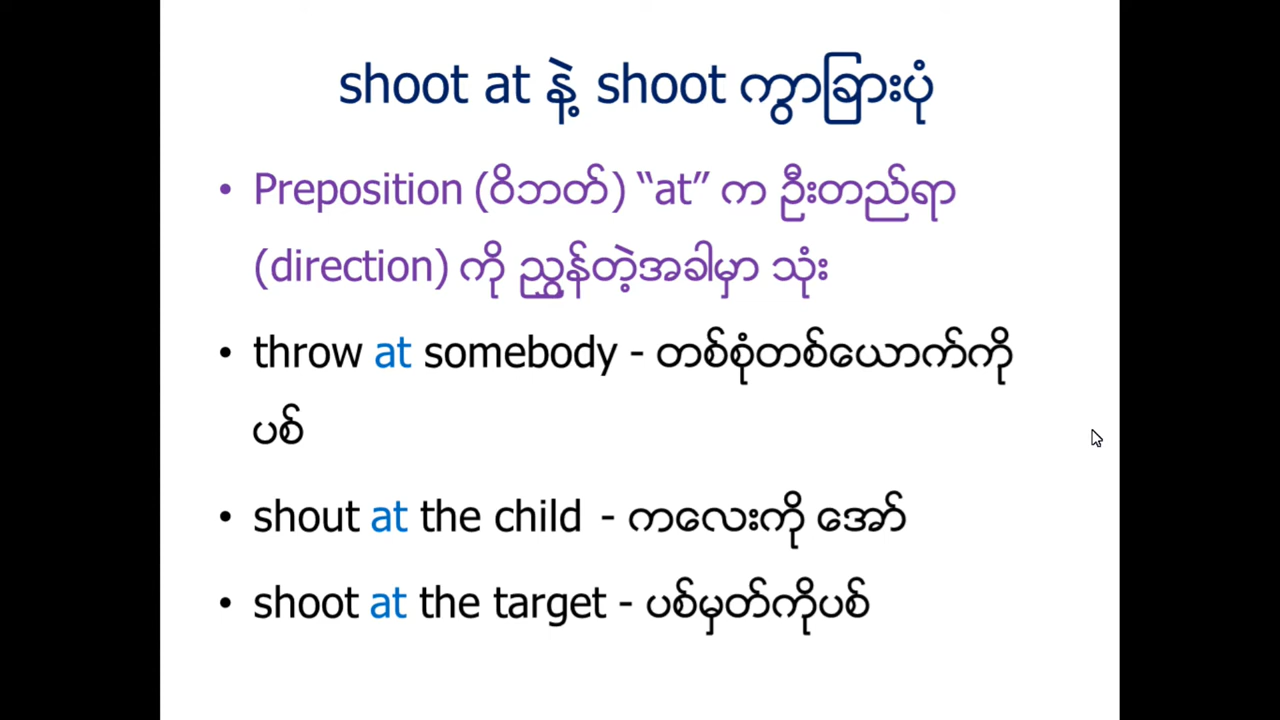 shoot at နဲ့ shoot ကွာခြားပုံ
• Preposition (ဝိဘတ်) “at” က ဦးတည်ရာ
(direction) ကို ညွှန်တဲ့အခါမှာ သုံး
• throw at somebody - တစ်စုံတစ်ယောက်ကို
ပစ်
• shout at the child - ကလေးကို အော်
• shoot at the target - ပစ်မှတ်ကိုပစ်